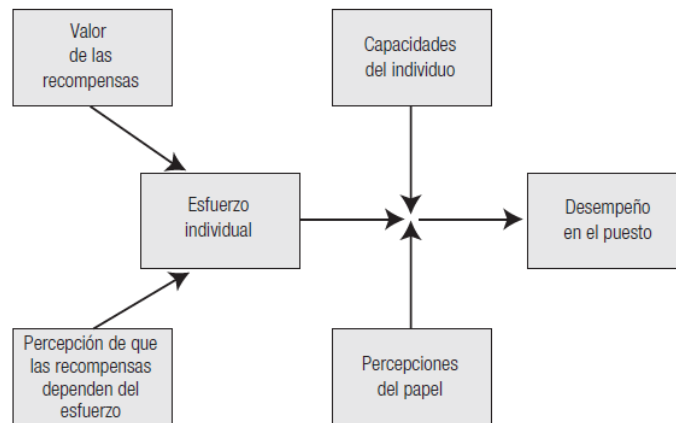 Valor
de las
recompensas
Capacidades
del individuo
Esfuerzo
individual
Desempeño
en el puesto
Percepción de que
las recompensas
dependen del
esfuerzo
Percepciones
del papel